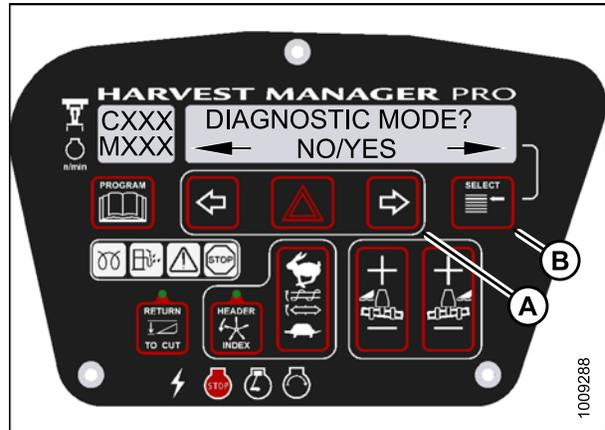 HARVEST MANAGER PRO
CXXX
MXXX
n/min
DIAGNOSTIC MODE?
NO/YES
PROGRAM
SELECT
B
A
STOP
RETURN
TO CUT
HEADER
INDEX
STOP
1009288